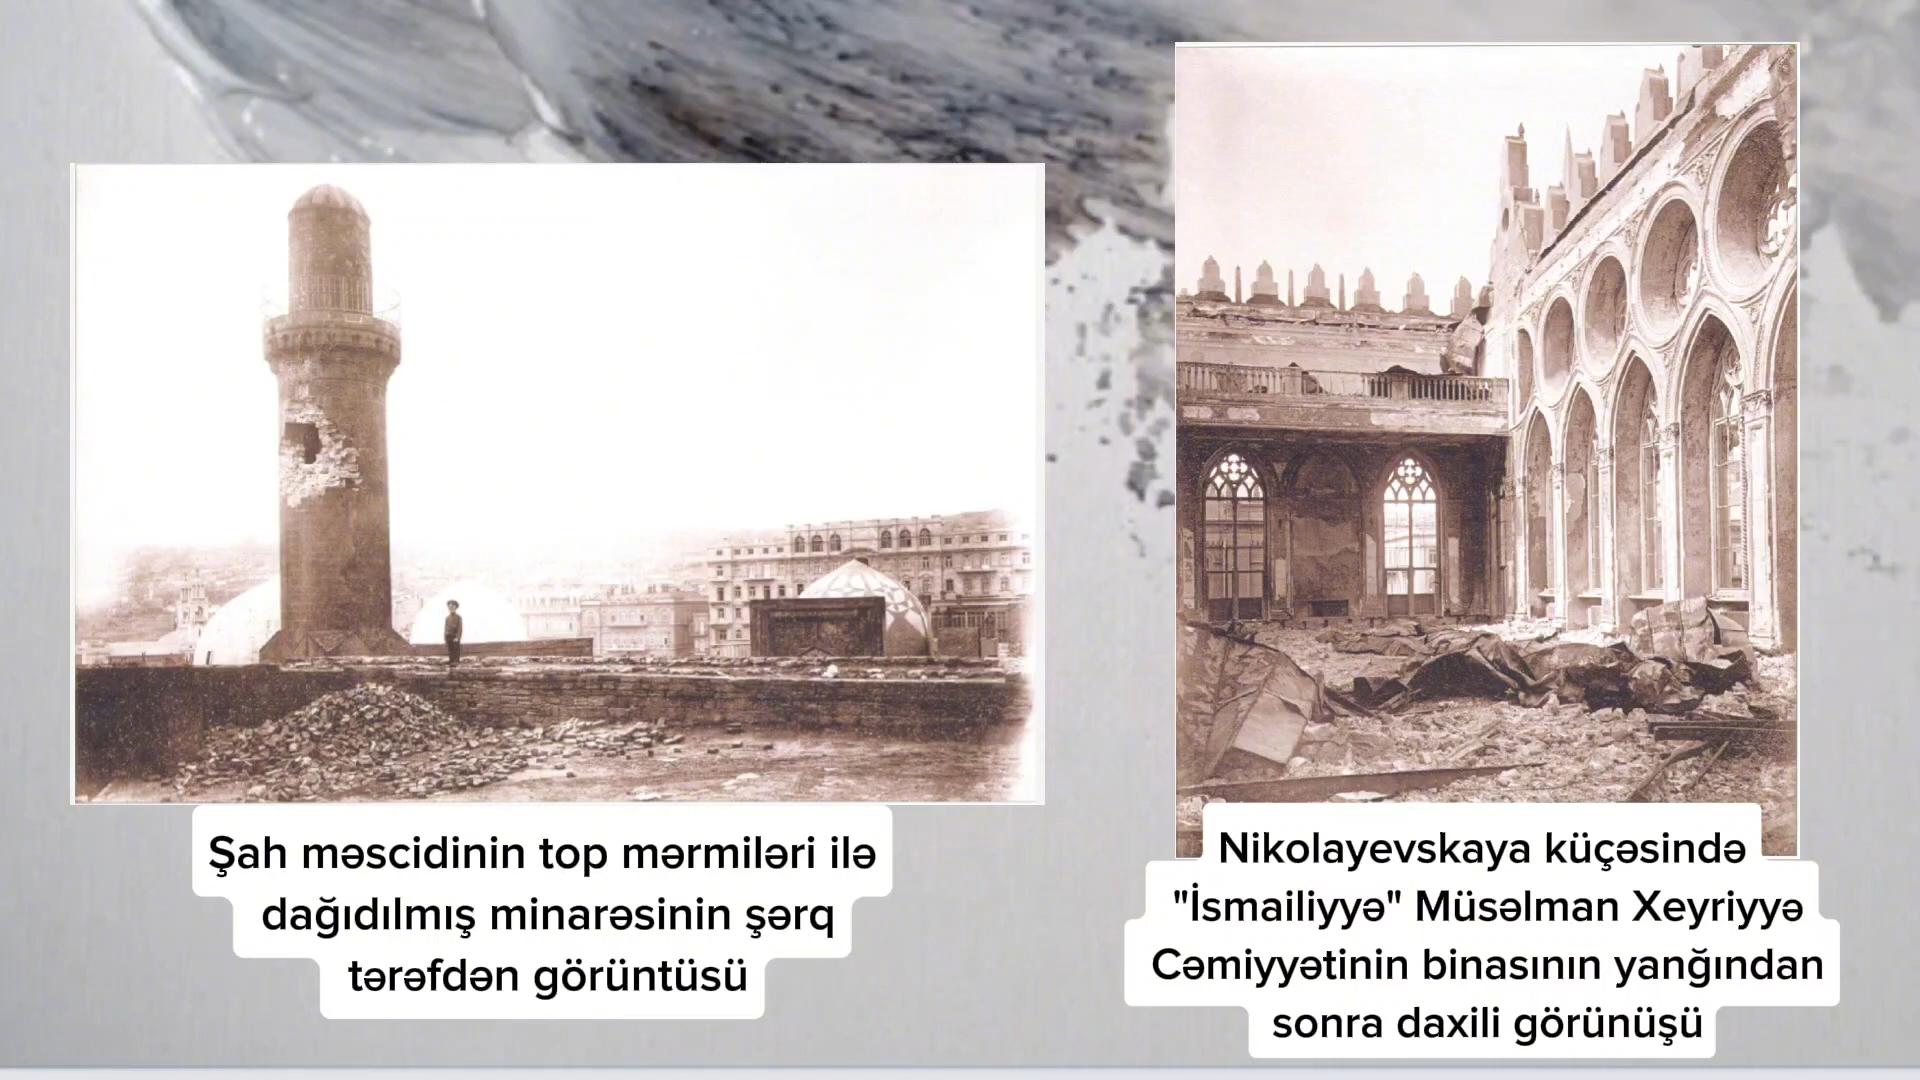 Şah məscidinin top mərmiləri ilə
dağıdılmış minarəsinin şərq
tərəfdən görüntüsü
Nikolayevskaya küçəsində
"İsmailiyyə" Müsəlman Xeyriyyə
Cəmiyyətinin binasının yanğından
sonra daxili görünüşü